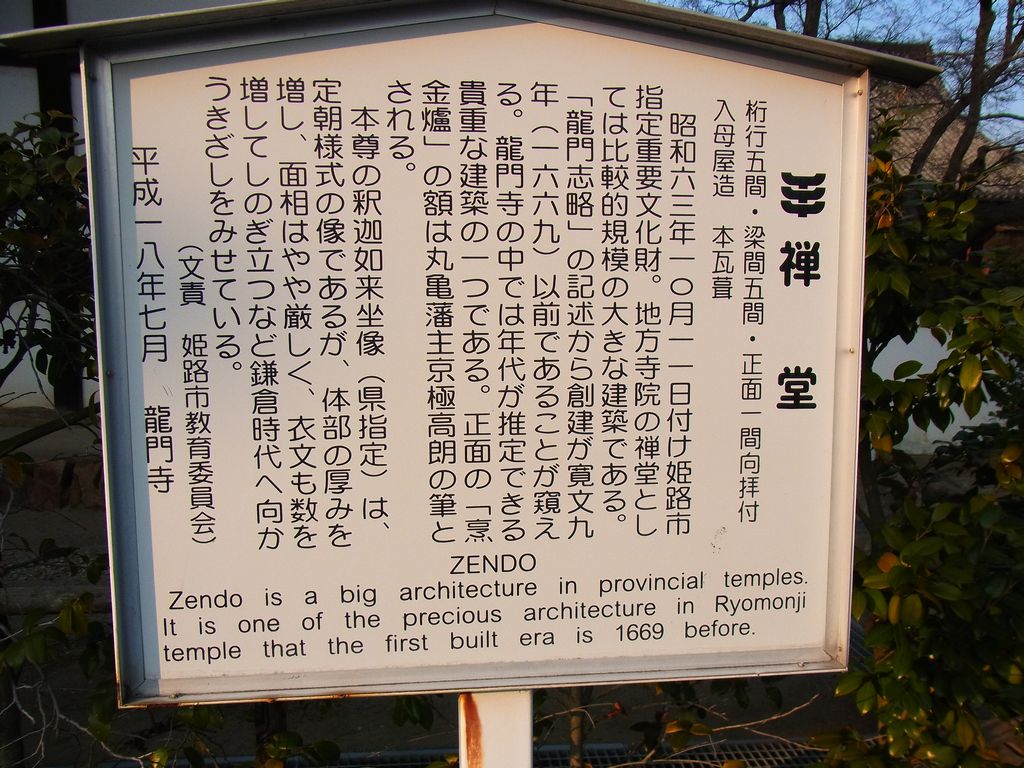 禅堂
桁行五間・梁間五間・正面一間向拝付
入母屋造 本瓦葺
昭和六三年一〇月一一日付け姫路市
指定重要文化財。地方寺院の禅堂とし
ては比較的規模の大きな建築である。
「龍門志略」の記述から創建が寛文九
年(一六六九)以前であることが窺え
る。龍門寺の中では年代が推定できる
貴重な建築の一つである。正面の「烹
金爐」の額は丸亀藩主京極高朗の筆と
される。
本尊の釈迦如来坐像(県指定)は、
定朝様式の像であるが、体部の厚みを
増し、面相はやや厳しく、衣文も数を
増してしのぎ立つなど鎌倉時代へ向か
うきざしをみせている。
(文責 姫路市教育委員会)
平成一八年七月 龍門寺
ZENDO
Zendo is a big architecture in provincial temples.
It is one of the precious architecture in Ryomonji
temple that the first built era is 1669 before.